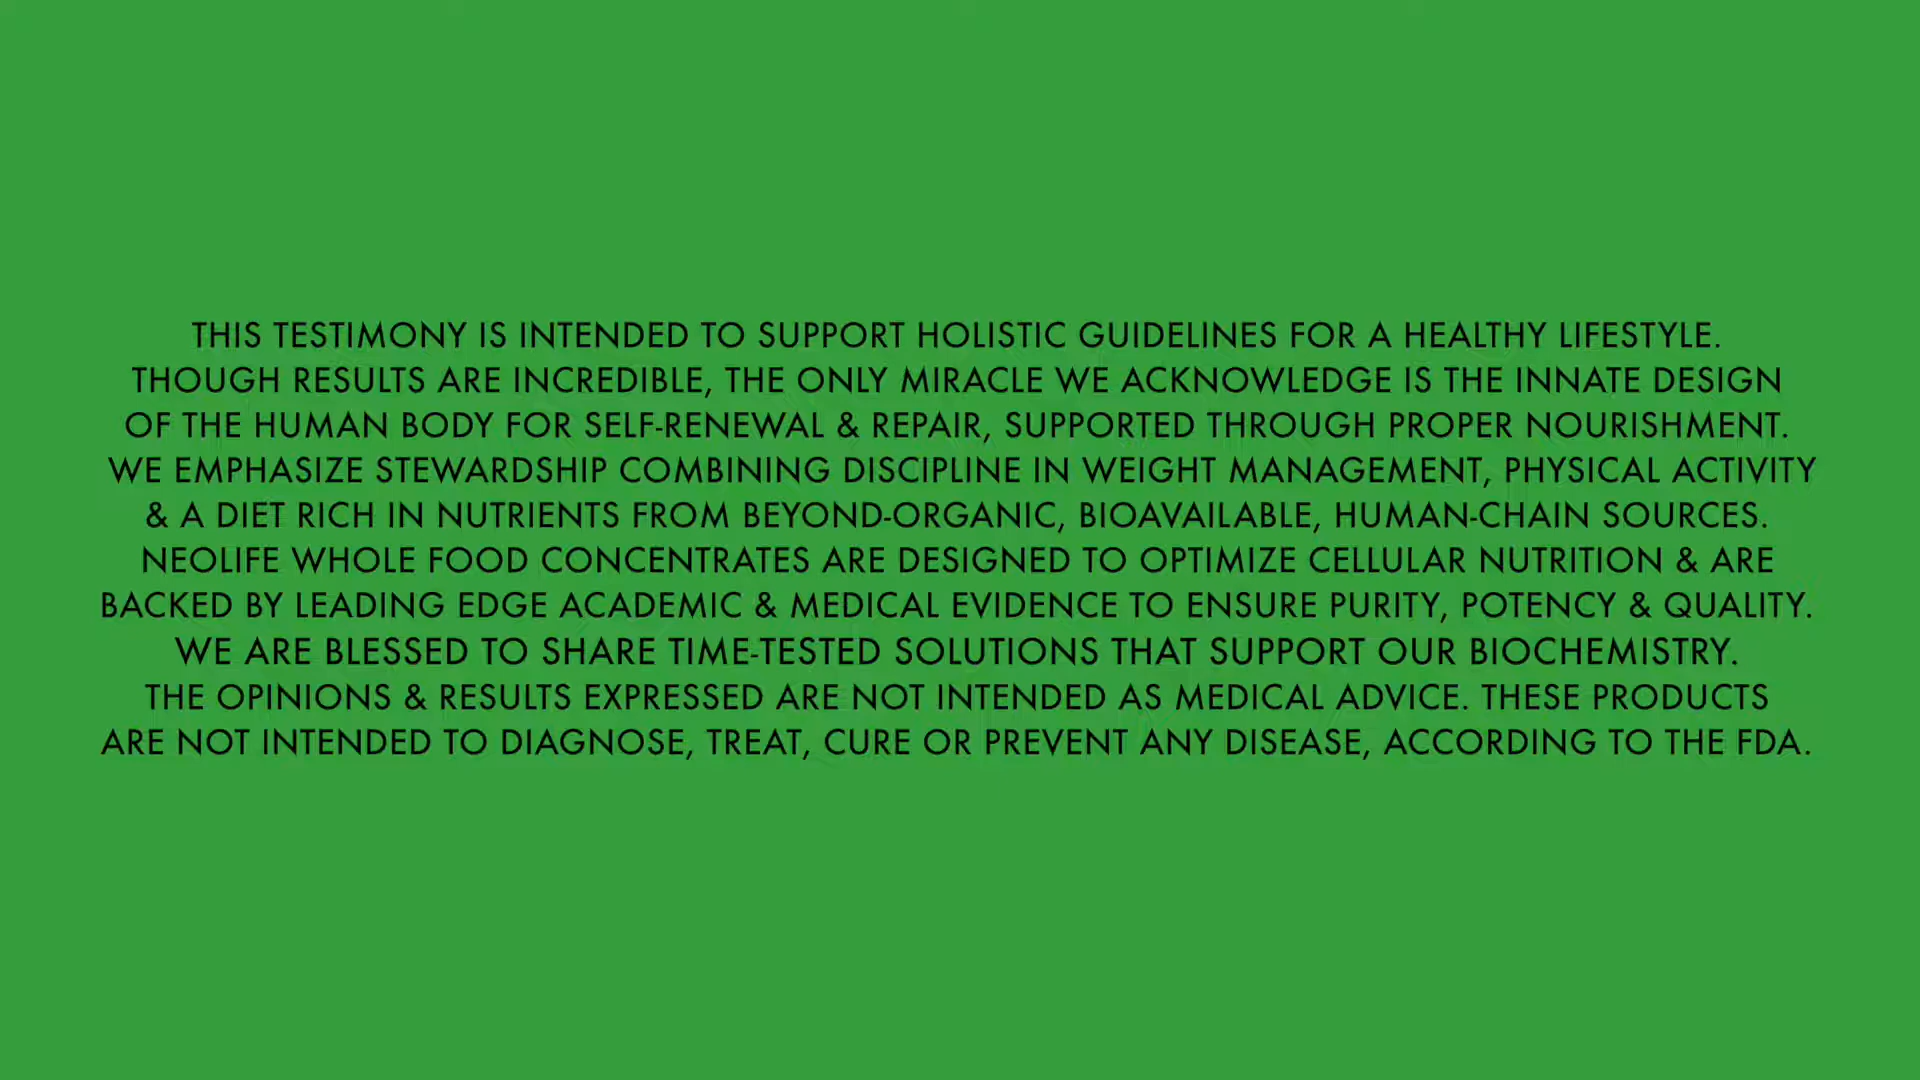 THIS TESTIMONY IS INTENDED TO SUPPORT HOLISTIC GUIDELINES FOR A HEALTHY LIFESTYLE.
THOUGH RESULTS ARE INCREDIBLE, THE ONLY MIRACLE WE ACKNOWLEDGE IS THE INNATE DESIGN
OF THE HUMAN BODY FOR SELF-RENEWAL & REPAIR, SUPPORTED THROUGH PROPER NOURISHMENT.
WE EMPHASIZE STEWARDSHIP COMBINING DISCIPLINE IN WEIGHT MANAGEMENT, PHYSICAL ACTIVITY
& A DIET RICH IN NUTRIENTS FROM BEYOND-ORGANIC, BIOAVAILABLE, HUMAN-CHAIN SOURCES.
NEOLIFE WHOLE FOOD CONCENTRATES ARE DESIGNED TO OPTIMIZE CELLULAR NUTRITION & ARE
BACKED BY LEADING EDGE ACADEMIC & MEDICAL EVIDENCE TO ENSURE PURITY, POTENCY & QUALITY.
WE ARE BLESSED TO SHARE TIME-TESTED SOLUTIONS THAT SUPPORT OUR BIOCHEMISTRY.
THE OPINIONS & RESULTS EXPRESSED ARE NOT INTENDED AS MEDICAL ADVICE. THESE PRODUCTS
ARE NOT INTENDED TO DIAGNOSE, TREAT, CURE OR PREVENT ANY DISEASE, ACCORDING TO THE FDA.